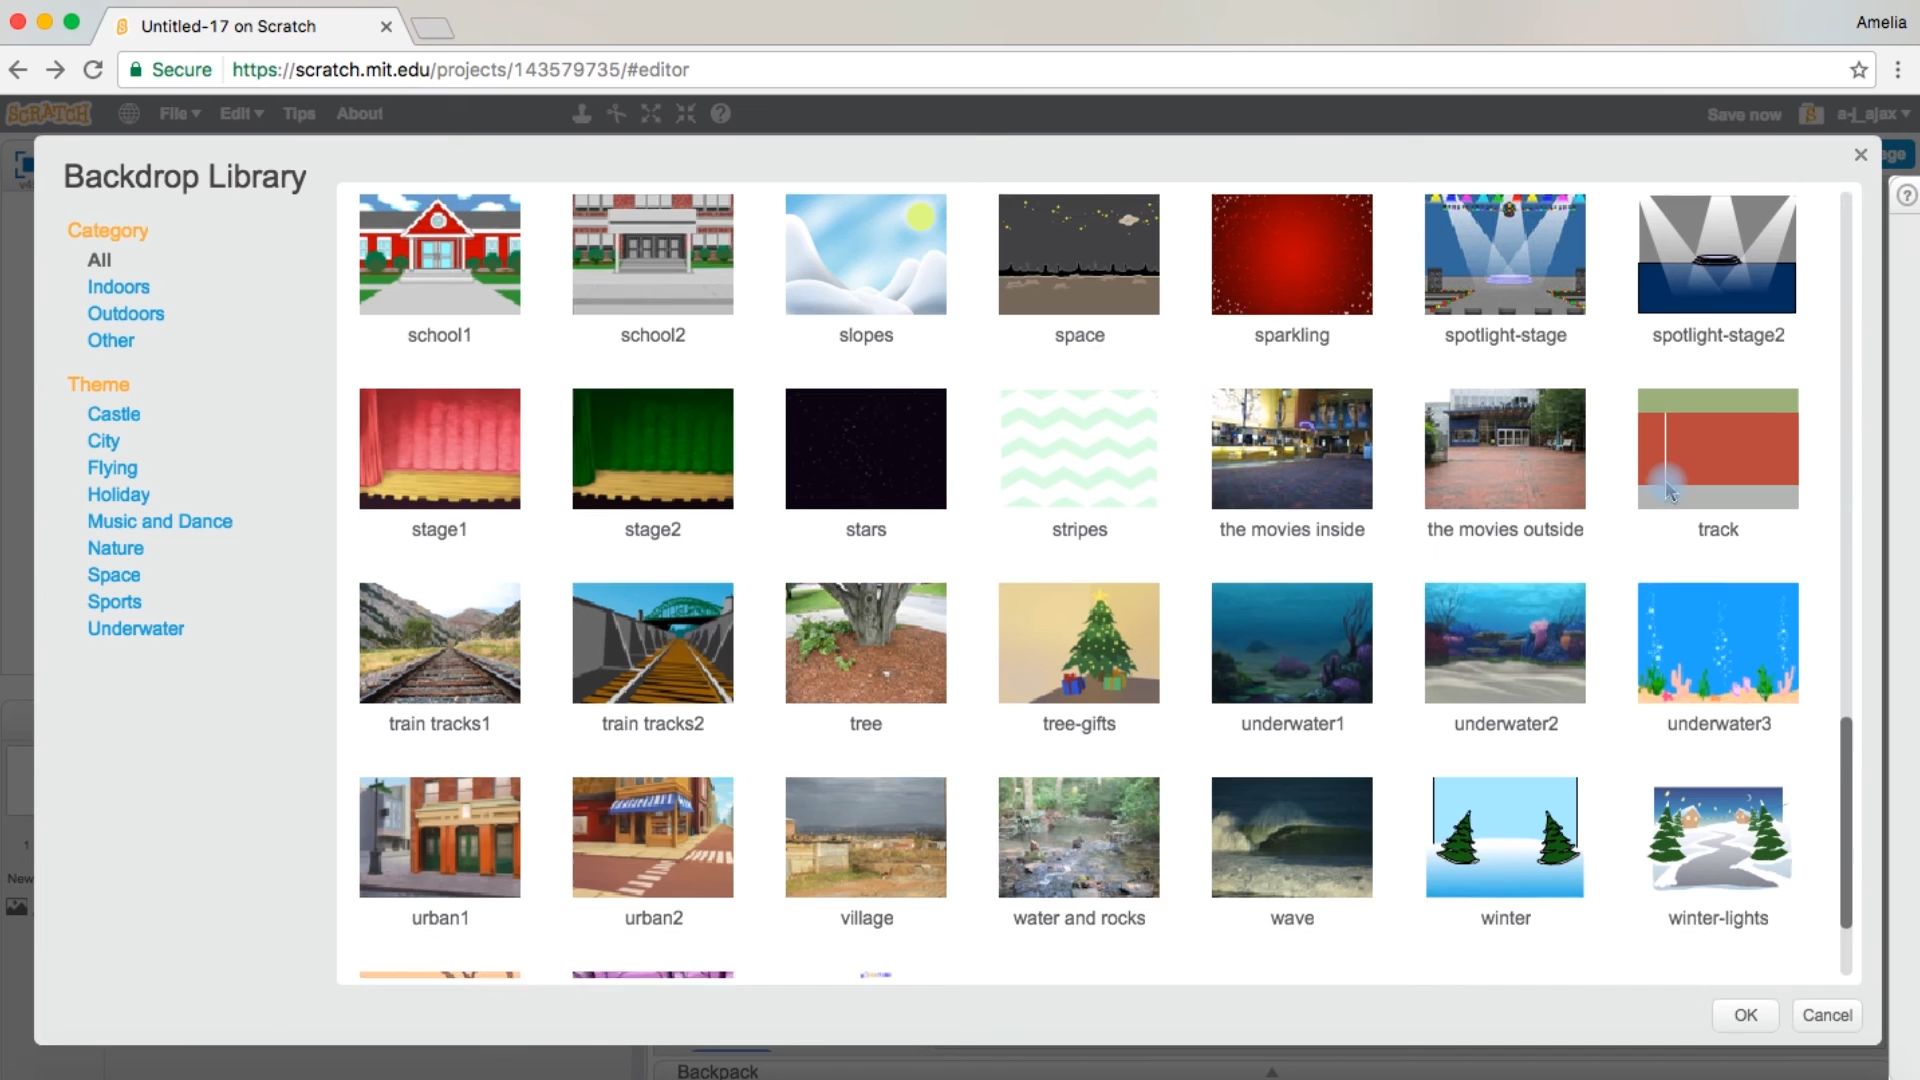 Untitled-17 on Scratch
Amelia
Secure
https://scratch.mit.edu/projects/143579735/#editor
SCRATCH
File
Edit
Tips
About
Save now
a-j_ajax
Backdrop Library
Category
All
Indoors
Outdoors
Other
Theme
Castle
City
Flying
Holiday
Music and Dance
Nature
Space
Sports
Underwater
school1
school2
slopes
space
sparkling
spotlight-stage
spotlight-stage2
stage1
stage2
stars
stripes
the movies inside
the movies outside
track
train tracks1
train tracks2
tree
tree-gifts
underwater1
underwater2
underwater3
urban1
urban2
village
water and rocks
wave
winter
winter-lights
OK
Cancel
New
Backpack